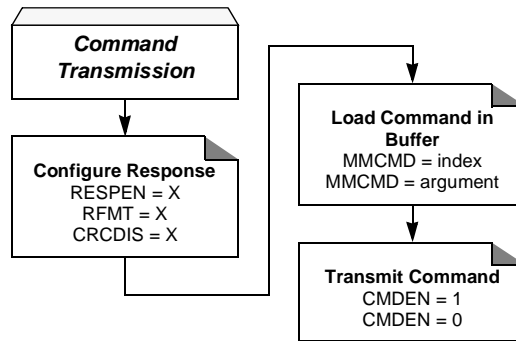 Command
Transmission
Configure Response
RESPEN = X
RFMT = X
CRCDIS = X
Load Command in
Buffer
MMCMD = index
MMCMD = argument
Transmit Command
CMDEN = 1
CMDEN = 0